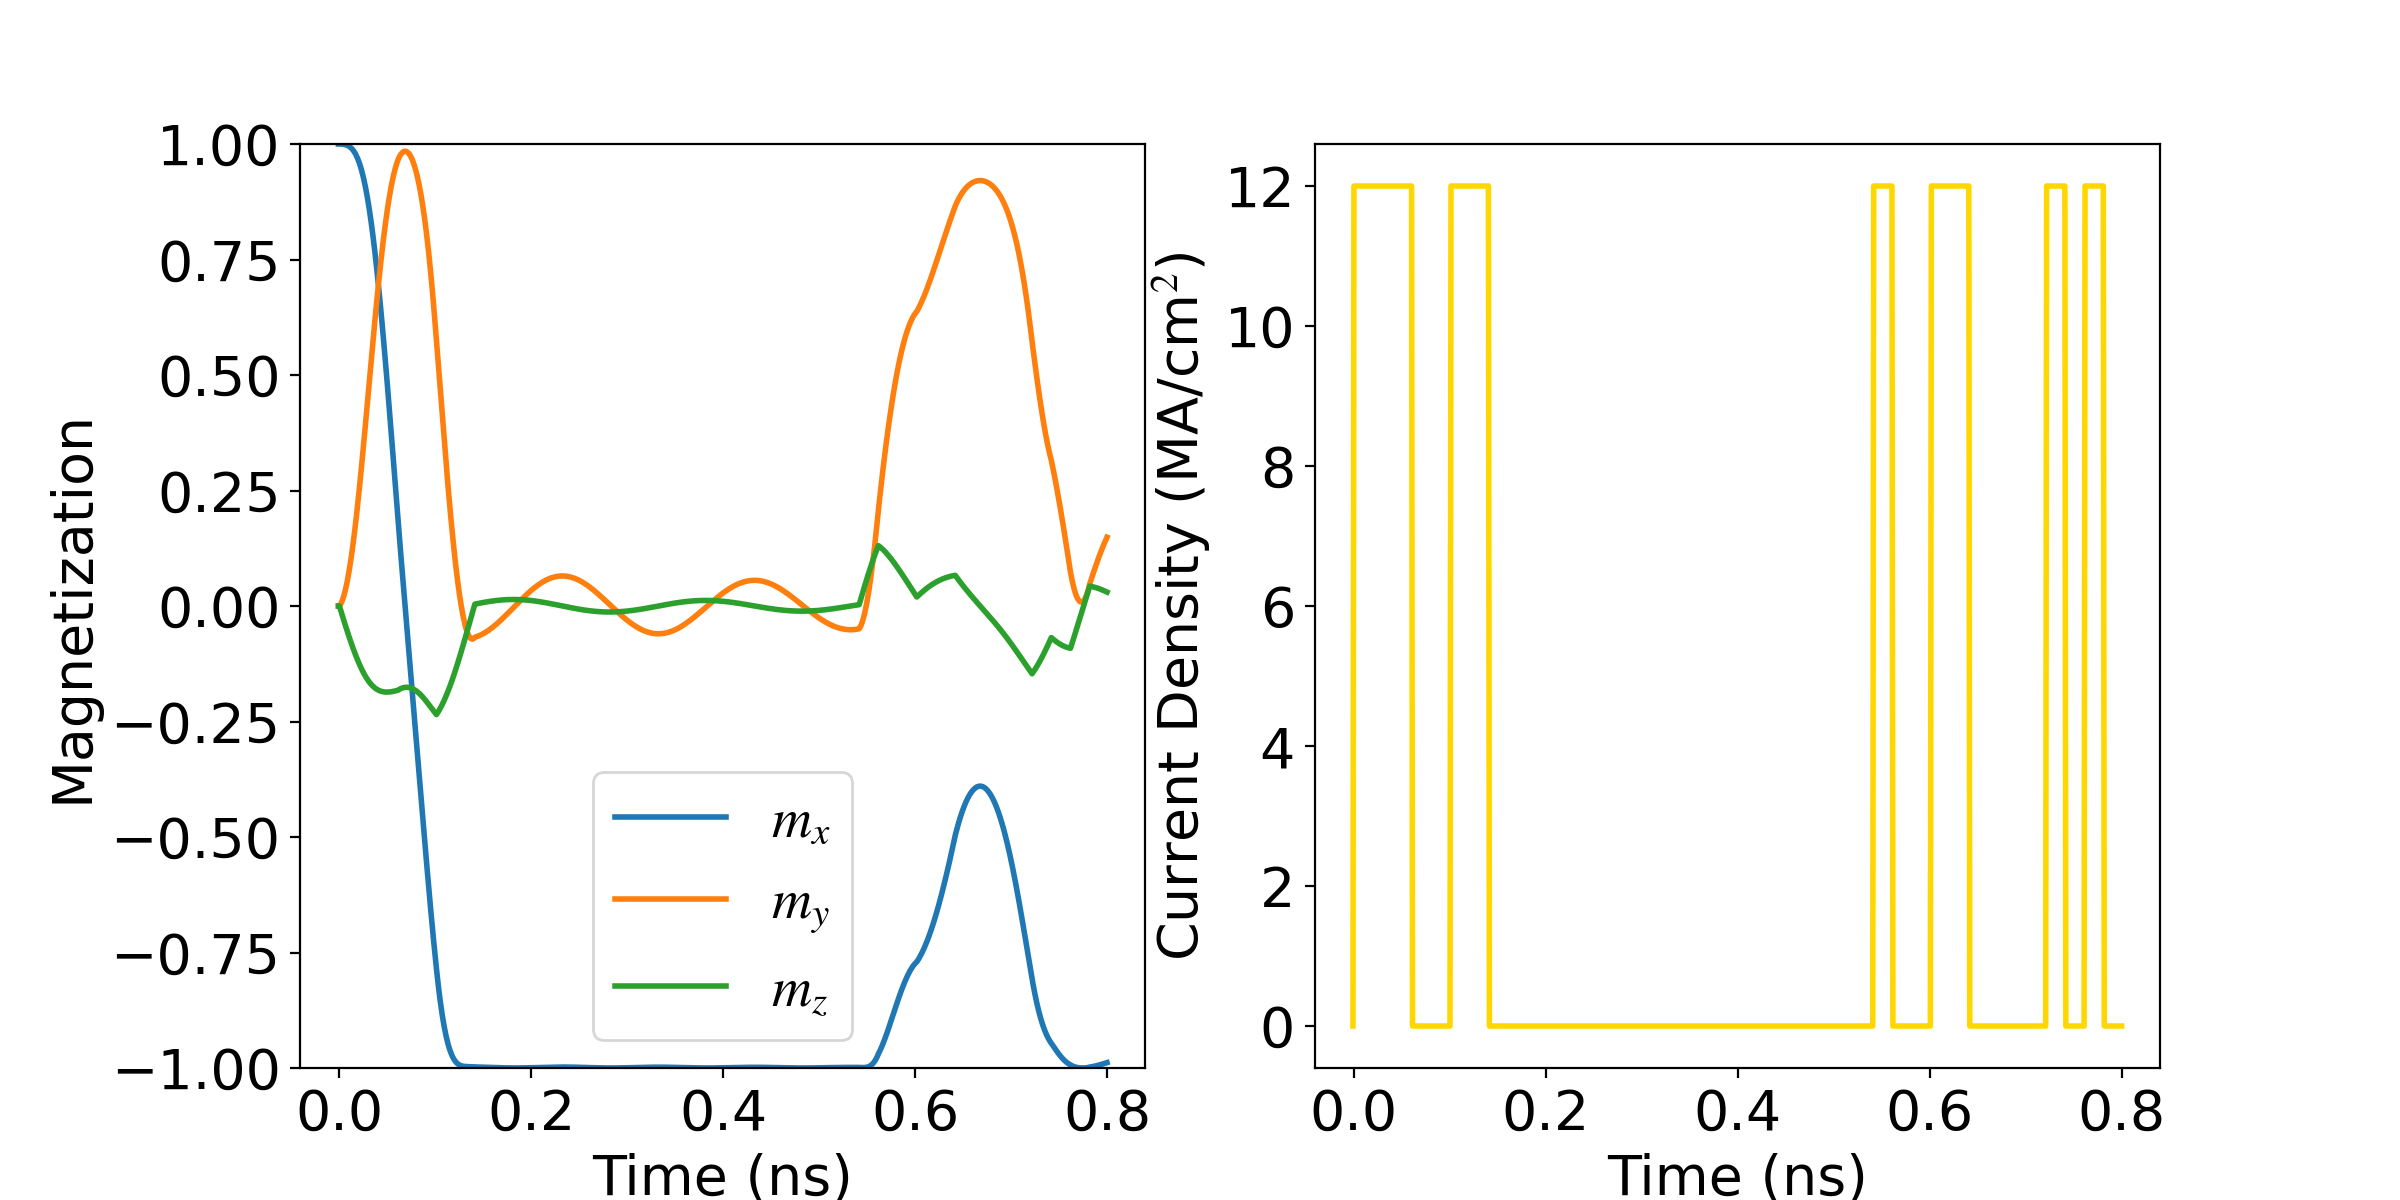 1.00
0.75
0.50
0.25
0.00
−0.25
−0.50
−0.75
−1.00
Magnetization
0.0 0.2 0.4 0.6 0.8
Time (ns)
m_x
m_y
m_z
12
10
8
6
4
2
0
Current Density (MA/cm²)
0.0 0.2 0.4 0.6 0.8
Time (ns)